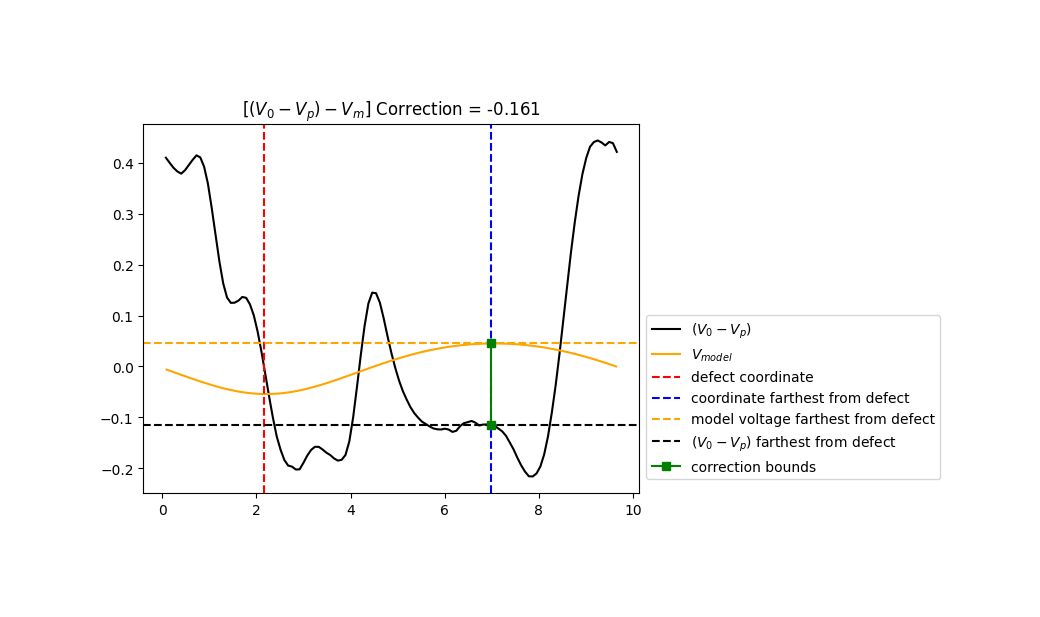 [(V₀ − Vₚ) − Vₘ] Correction = -0.161
0.4
0.3
0.2
0.1
0.0
−0.1
−0.2
0 2 4 6 8 10
(V₀ − Vₚ)
V_model
defect coordinate
coordinate farthest from defect
model voltage farthest from defect
(V₀ − Vₚ) farthest from defect
correction bounds